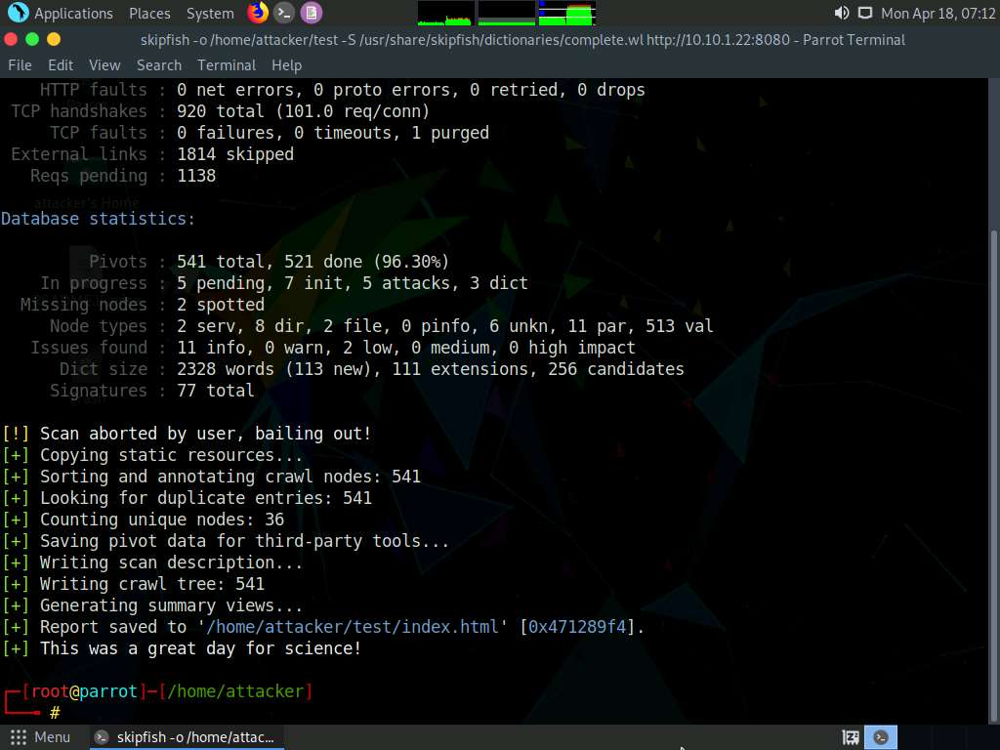 Applications Places System Mon Apr 18, 07:12
skipfish -o /home/attacker/test -S /usr/share/skipfish/dictionaries/complete.wl http://10.10.1.22:8080 - Parrot Terminal
File Edit View Search Terminal Help
HTTP faults : 0 net errors, 0 proto errors, 0 retried, 0 drops
TCP handshakes : 920 total (101.0 req/conn)
TCP faults : 0 failures, 0 timeouts, 1 purged
External links : 1814 skipped
Reqs pending : 1138
attacker's Home
Database statistics:
Pivots : 541 total, 521 done (96.30%)
In progress : 5 pending, 7 init, 5 attacks, 3 dict
Missing nodes : 2 spotted
Node types : 2 serv, 8 dir, 2 file, 0 pinfo, 6 unkn, 11 par, 513 val
Issues found : 11 info, 0 warn, 2 low, 0 medium, 0 high impact
Dict size : 2328 words (113 new), 111 extensions, 256 candidates
Signatures : 77 total
[!] Scan aborted by user, bailing out!
[+] Copying static resources...
[+] Sorting and annotating crawl nodes: 541
[+] Looking for duplicate entries: 541
[+] Counting unique nodes: 36
[+] Saving pivot data for third-party tools...
[+] Writing scan description...
[+] Writing crawl tree: 541
[+] Generating summary views...
[+] Report saved to '/home/attacker/test/index.html' [0x471289f4].
[+] This was a great day for science!
[root@parrot]-[/home/attacker]
#
Menu skipfish -o /home/attac...